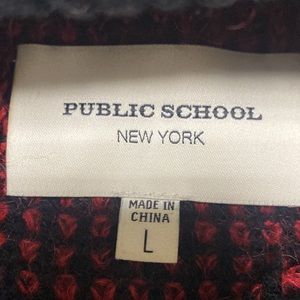 PUBLIC SCHOOL
NEW YORK
MADE IN
CHINA
L